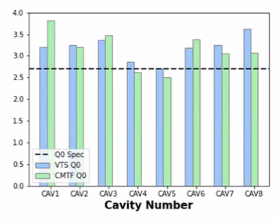 4.0
3.5
3.0
2.5
2.0
1.5
1.0
0.5
0.0
Q0 Spec
VTS Q0
CMTF Q0
CAV1 CAV2 CAV3 CAV4 CAV5 CAV6 CAV7 CAV8
Cavity Number